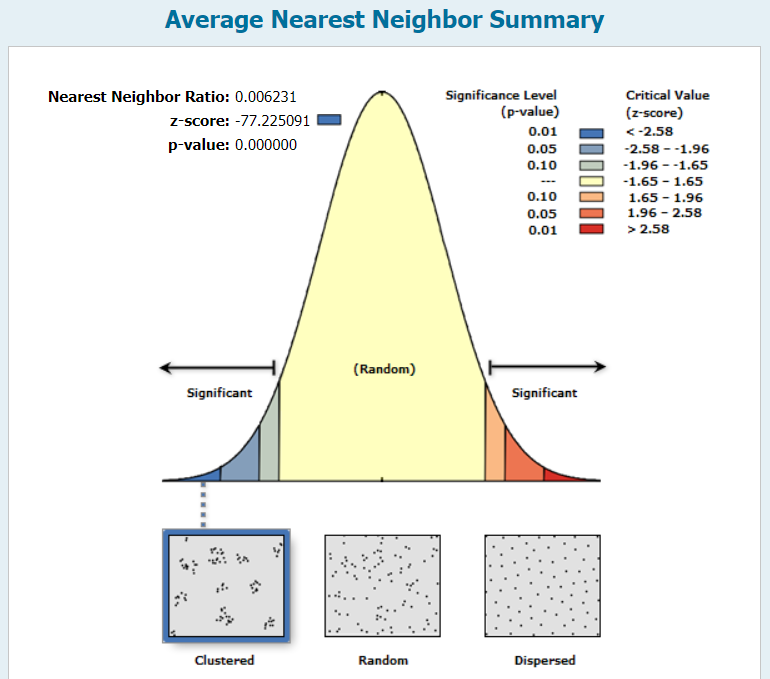 Average Nearest Neighbor Summary
Nearest Neighbor Ratio: 0.006231
z-score: -77.225091
p-value: 0.000000
Significance Level
(p-value)
Critical Value
(z-score)
0.01 < -2.58
0.05 -2.58 – -1.96
0.10 -1.96 – -1.65
--- -1.65 – 1.65
0.10 1.65 – 1.96
0.05 1.96 – 2.58
0.01 > 2.58
(Random)
Significant
Significant
Clustered
Random
Dispersed